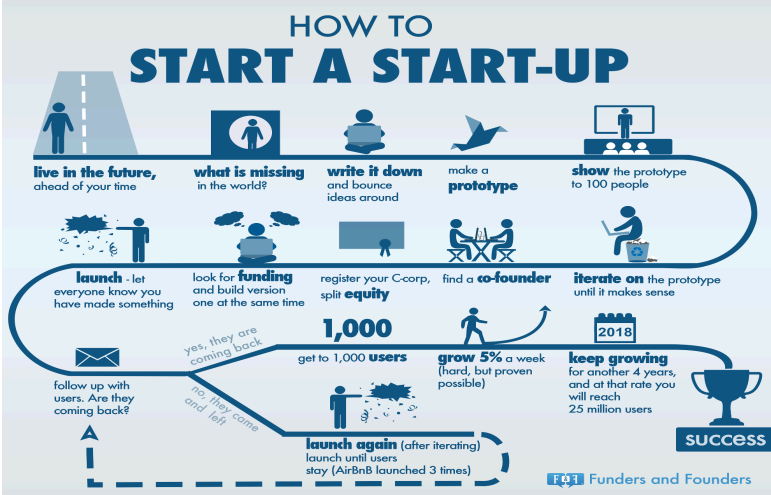 HOW TO
START A START-UP
live in the future,
ahead of your time
what is missing
in the world?
write it down
and bounce
ideas around
make a
prototype
show the prototype
to 100 people
launch - let
everyone know you
have made something
look for funding
and build version
one at the same time
register your C-corp,
split equity
find a co-founder
iterate on the prototype
until it makes sense
follow up with
users. Are they
coming back?
yes, they are
coming back
no, they came
and left
1,000
get to 1,000 users
grow 5% a week
(hard, but proven
possible)
2018
keep growing
for another 4 years,
and at that rate you
will reach
25 million users
success
launch again (after iterating)
launch until users
stay (AirBnB launched 3 times)
F&F Funders and Founders